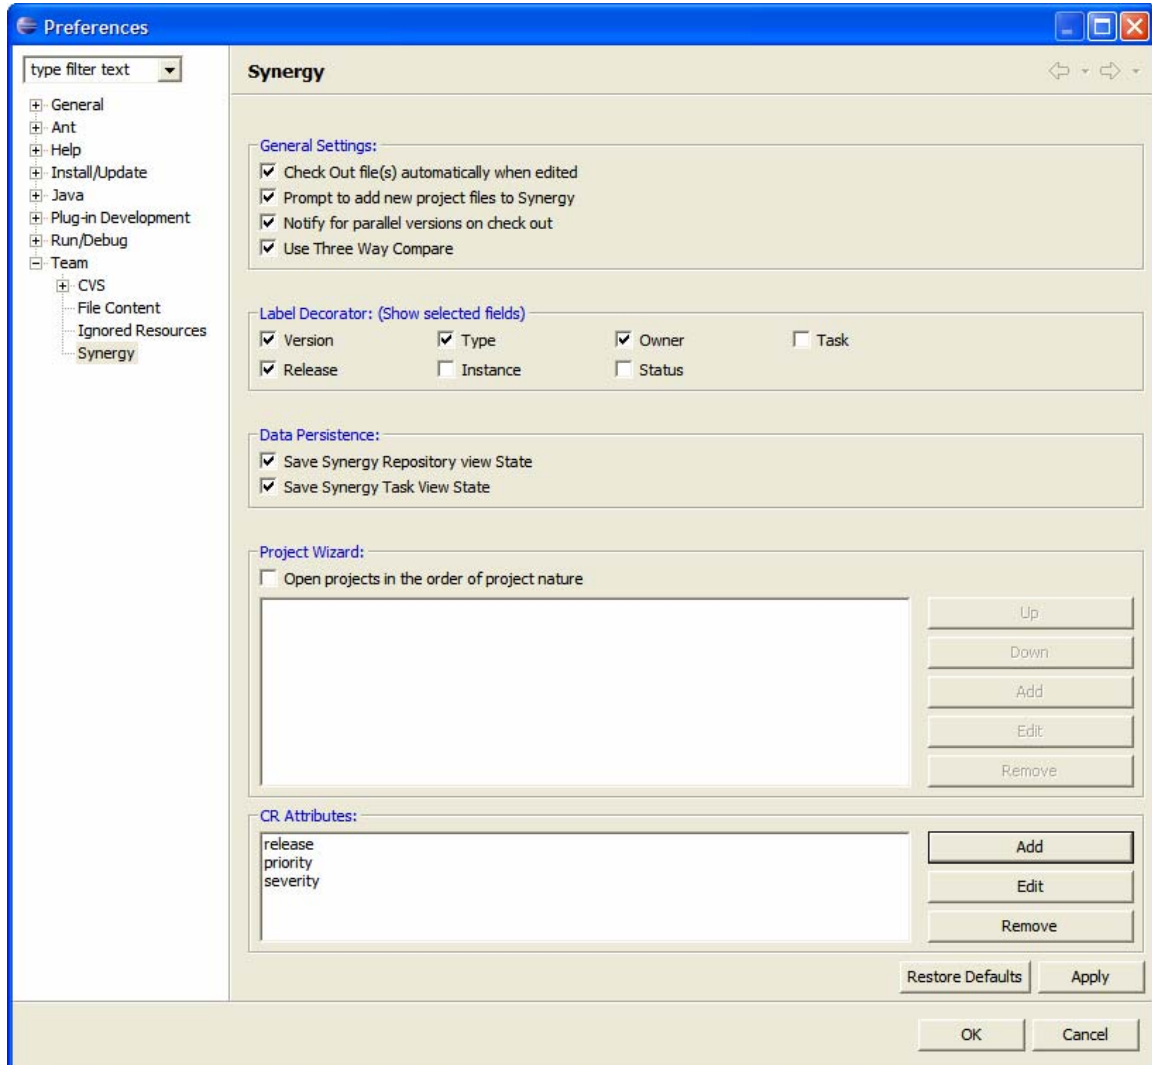 Preferences
type filter text
General
Ant
Help
Install/Update
Java
Plug-in Development
Run/Debug
Team
CVS
File Content
Ignored Resources
Synergy
Synergy
General Settings:
Check Out file(s) automatically when edited
Prompt to add new project files to Synergy
Notify for parallel versions on check out
Use Three Way Compare
Label Decorator: (Show selected fields)
Version Type Owner Task
Release Instance Status
Data Persistence:
Save Synergy Repository view State
Save Synergy Task View State
Project Wizard:
Open projects in the order of project nature
Up
Down
Add
Edit
Remove
CR Attributes:
release
priority
severity
Add
Edit
Remove
Restore Defaults Apply
OK Cancel